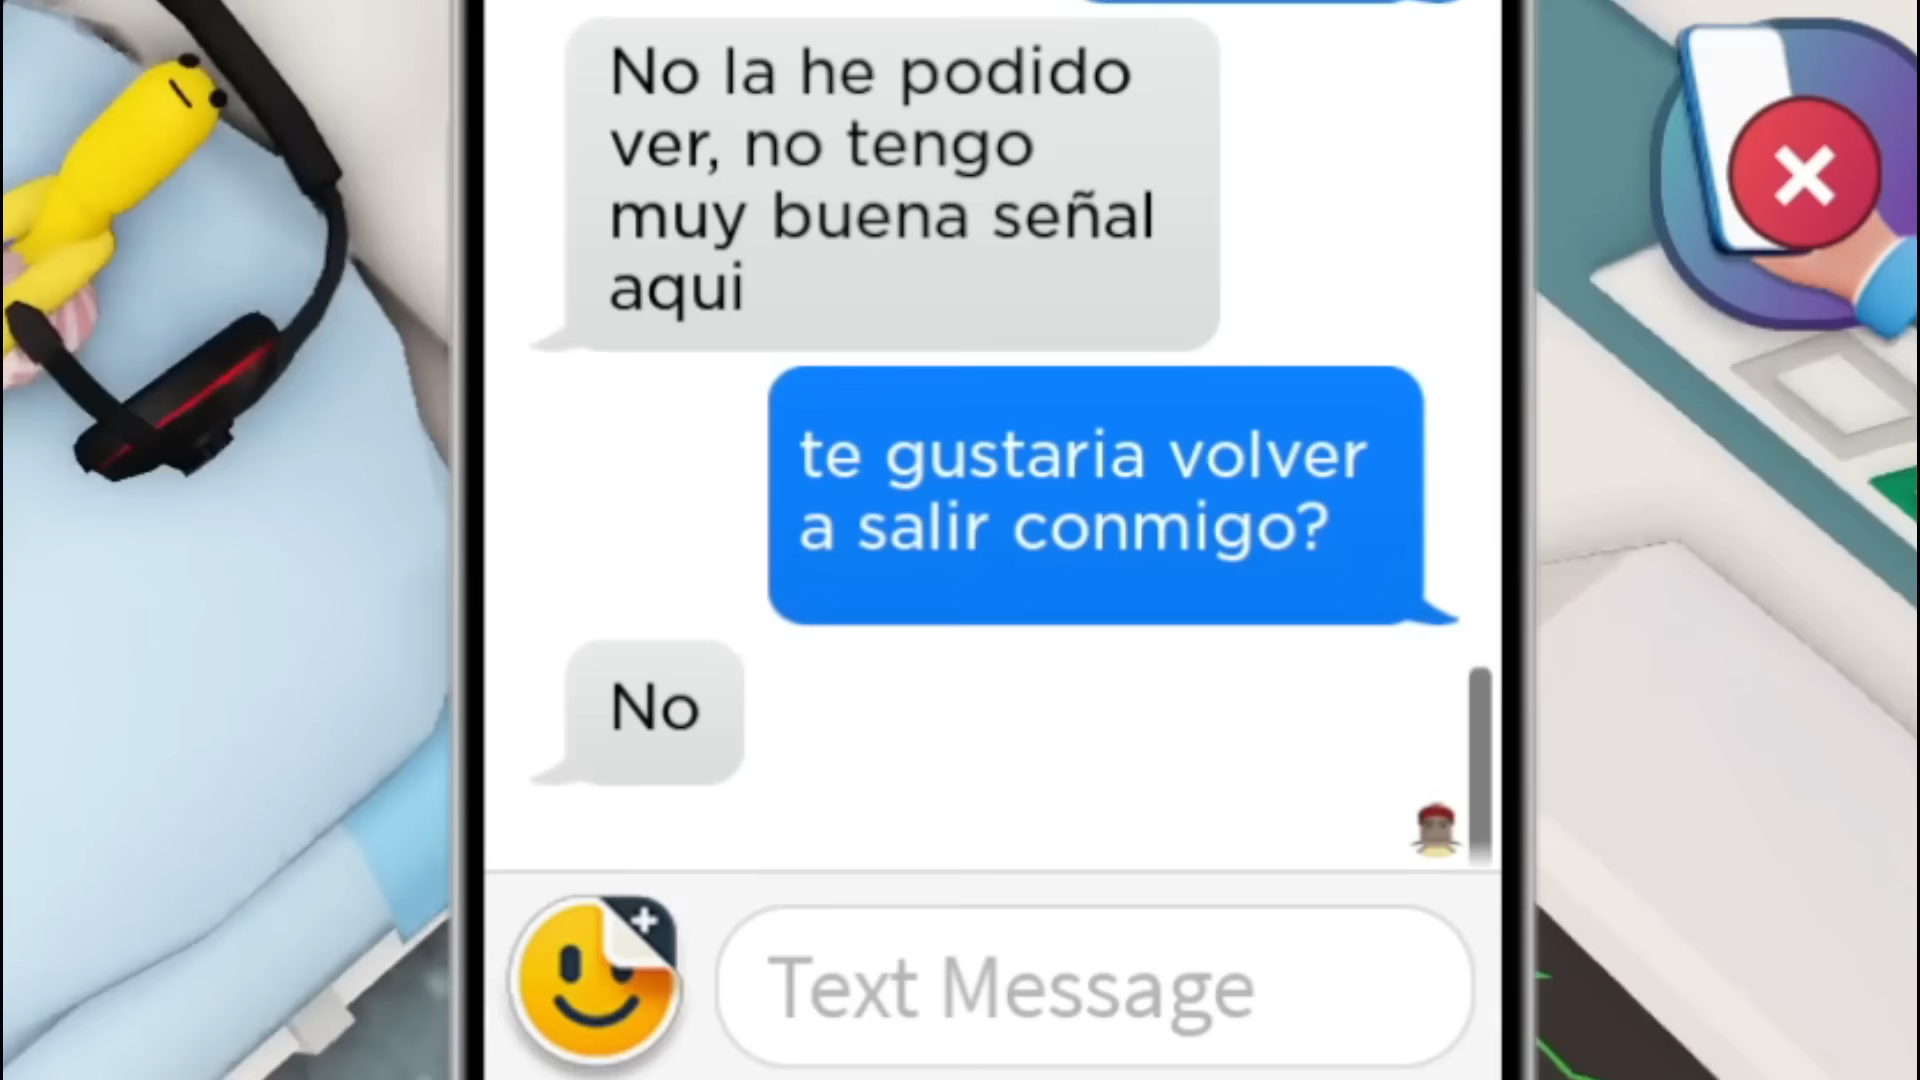 No la he podido
ver, no tengo
muy buena señal
aqui
te gustaria volver
a salir conmigo?
No
Text Message